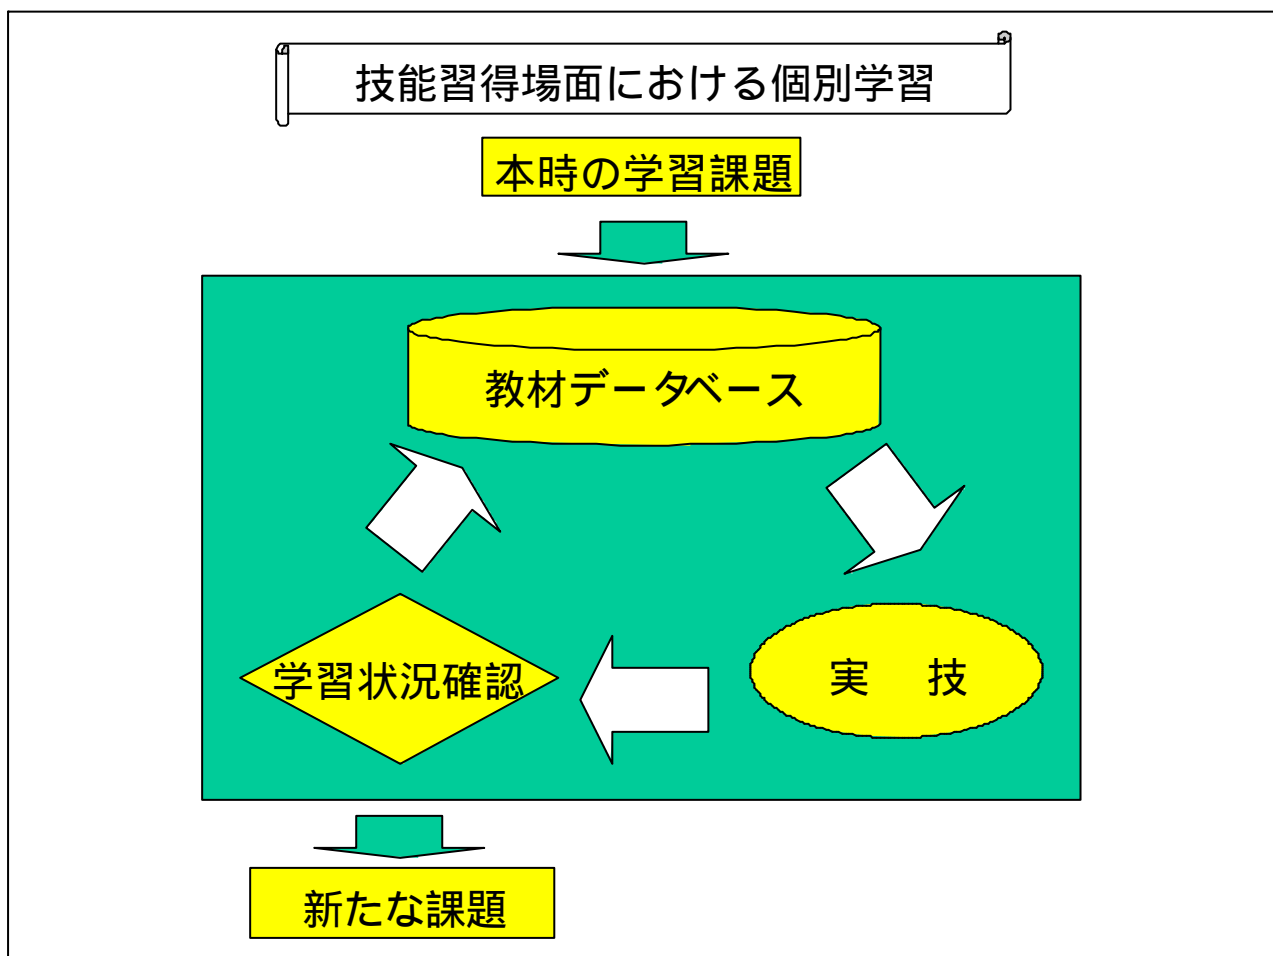 技能習得場面における個別学習
本時の学習課題
教材データベース
実　技
学習状況確認
新たな課題